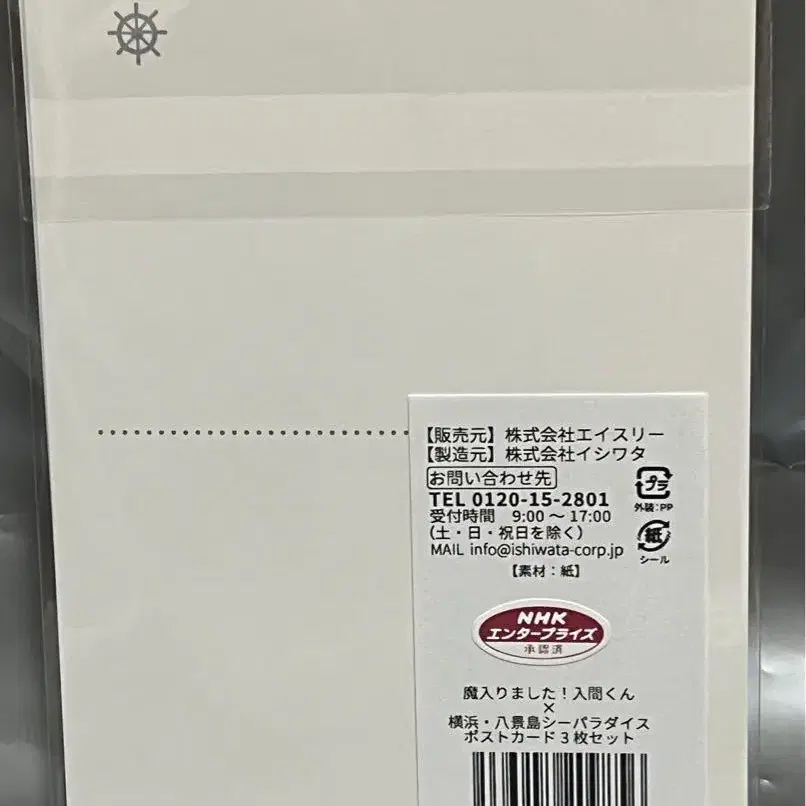 【販売元】株式会社エイスリー
【製造元】株式会社イシワタ
お問い合わせ先
TEL 0120-15-2801
受付時間 9:00～17:00
（土・日・祝日を除く）
MAIL info@ishiwata-corp.jp
【素材：紙】
プラ
外装：PP
紙
シール
NHK
エンタープライズ
承認済
魔入りました！入間くん
×
横浜・八景島シーパラダイス
ポストカード3枚セット